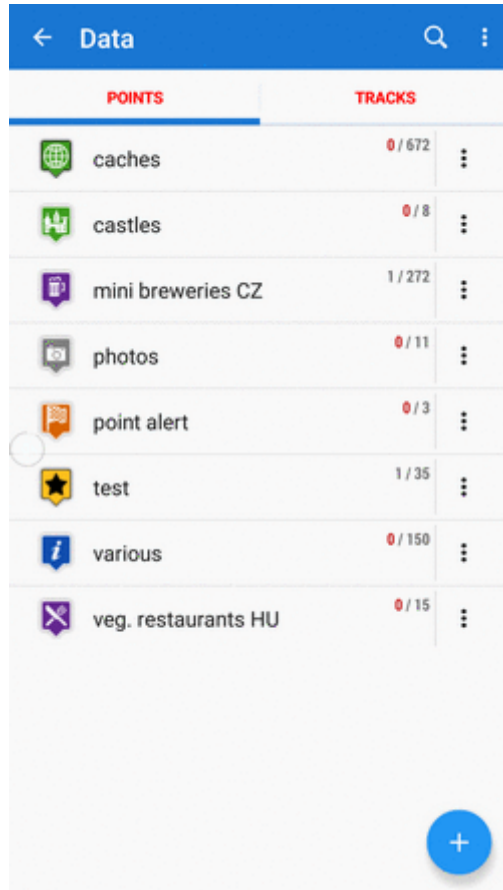 Data
POINTS TRACKS
caches 0 / 672
castles 0 / 8
mini breweries CZ 1 / 272
photos 0 / 11
point alert 0 / 3
test 1 / 35
i various 0 / 150
veg. restaurants HU 0 / 15
+